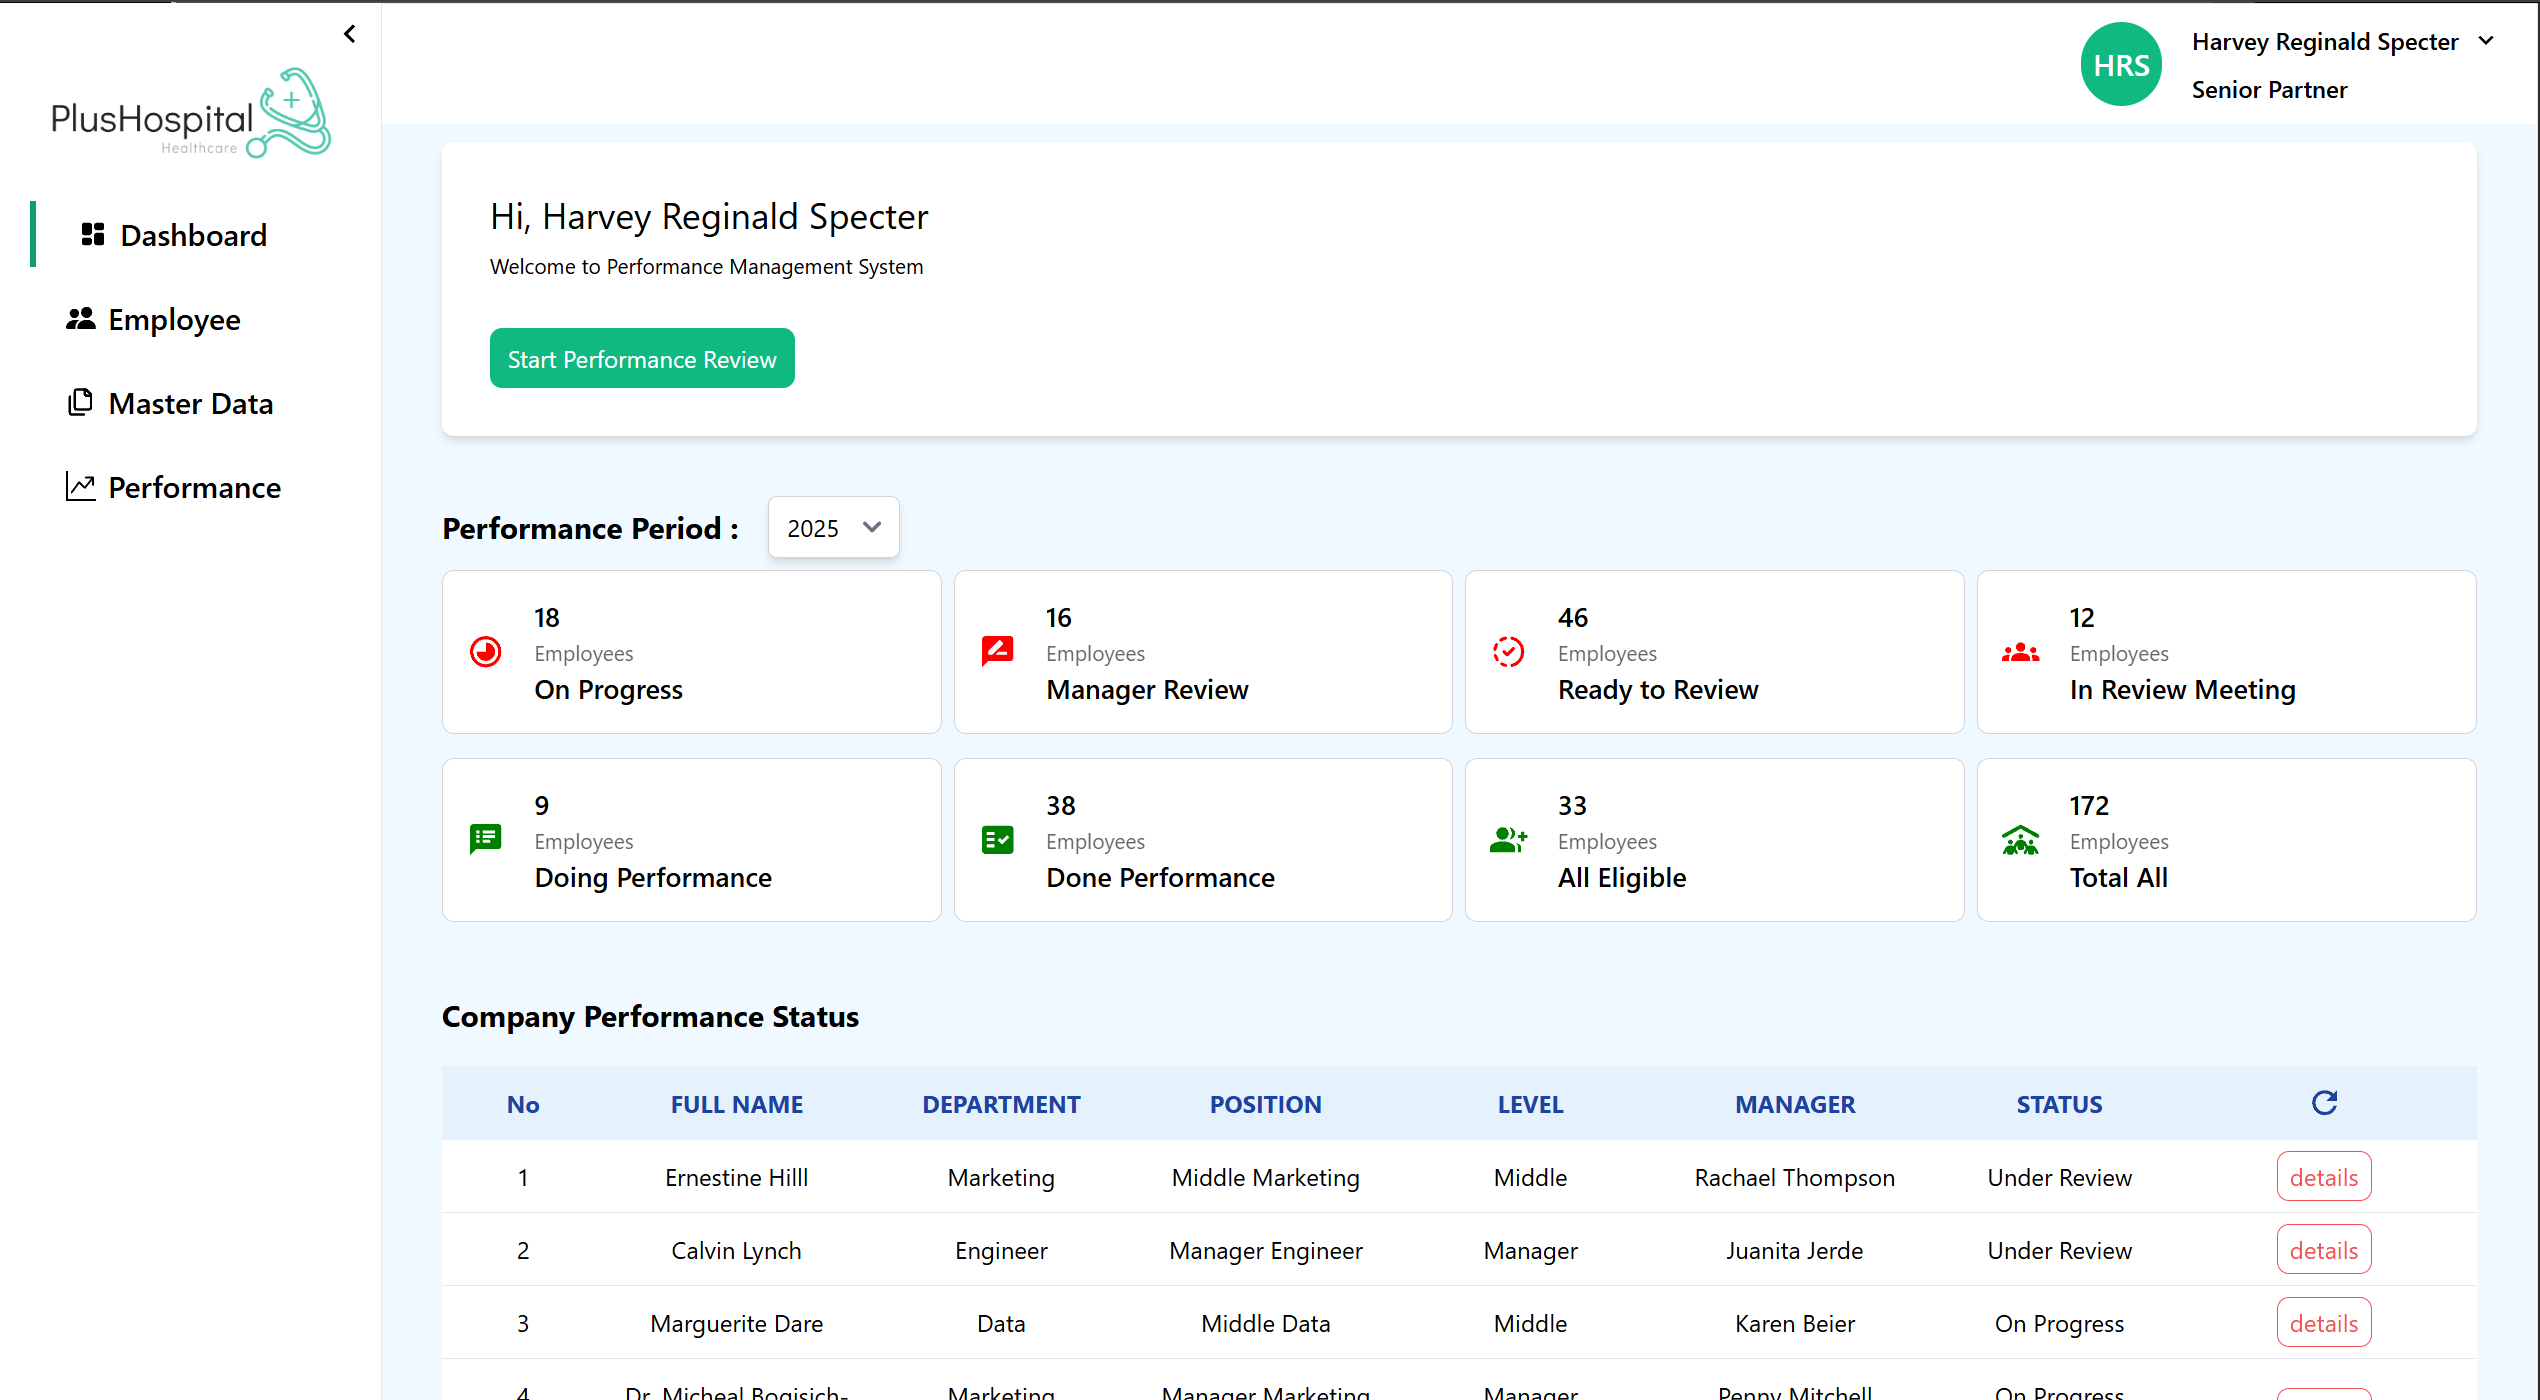 PlusHospital
Healthcare
Dashboard
Employee
Master Data
Performance
HRS
Harvey Reginald Specter
Senior Partner
Hi, Harvey Reginald Specter
Welcome to Performance Management System
Start Performance Review
Performance Period : 2025
18
Employees
On Progress
16
Employees
Manager Review
46
Employees
Ready to Review
12
Employees
In Review Meeting
9
Employees
Doing Performance
38
Employees
Done Performance
33
Employees
All Eligible
172
Employees
Total All
Company Performance Status
No FULL NAME DEPARTMENT POSITION LEVEL MANAGER STATUS
1 Ernestine Hilll Marketing Middle Marketing Middle Rachael Thompson Under Review details
2 Calvin Lynch Engineer Manager Engineer Manager Juanita Jerde Under Review details
3 Marguerite Dare Data Middle Data Middle Karen Beier On Progress details
4 Dr. Micheal Bogisich- Marketing Manager Marketing Manager Penny Mitchell On Progress